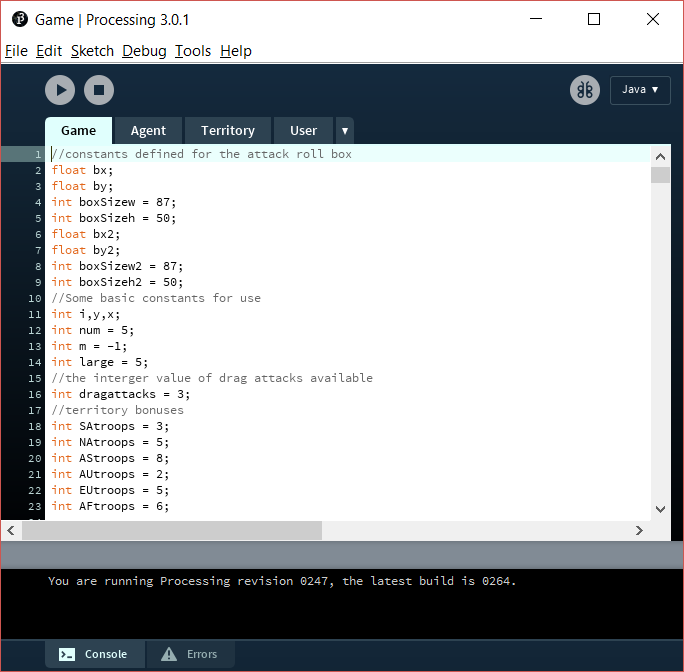 Game | Processing 3.0.1
File Edit Sketch Debug Tools Help
Java ▼
Game Agent Territory User ▼
1 //constants defined for the attack roll box
2 float bx;
3 float by;
4 int boxSizew = 87;
5 int boxSizeh = 50;
6 float bx2;
7 float by2;
8 int boxSizew2 = 87;
9 int boxSizeh2 = 50;
10 //Some basic constants for use
11 int i,y,x;
12 int num = 5;
13 int m = -1;
14 int large = 5;
15 //the interger value of drag attacks available
16 int dragattacks = 3;
17 //territory bonuses
18 int SAtroops = 3;
19 int NAtroops = 5;
20 int AStroops = 8;
21 int AUtroops = 2;
22 int EUtroops = 5;
23 int AFtroops = 6;
You are running Processing revision 0247, the latest build is 0264.
Console Errors